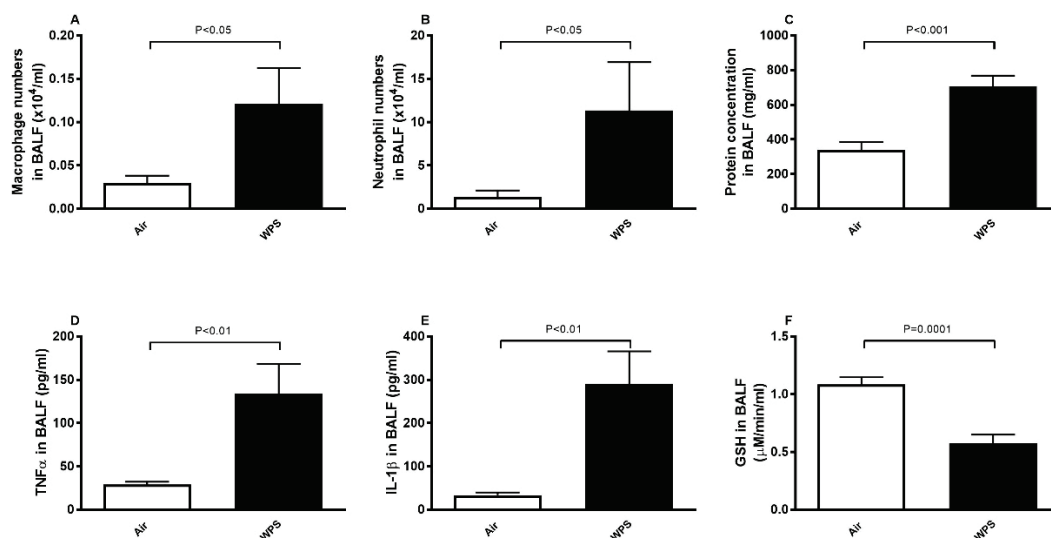 A
P<0.05
Macrophage numbers
in BALF (x10⁴/ml)
0.20
0.15
0.10
0.05
0.00
Air
WPS
B
P<0.05
Neutrophil numbers
in BALF (x10⁴/ml)
20
15
10
5
0
Air
WPS
C
P<0.001
Protein concentration
in BALF (mg/ml)
1000
800
600
400
200
0
Air
WPS
D
P<0.01
TNFα in BALF (pg/ml)
200
150
100
50
0
Air
WPS
E
P<0.01
IL-1β in BALF (pg/ml)
400
300
200
100
0
Air
WPS
F
P=0.0001
GSH in BALF
(μM/min/ml)
1.5
1.0
0.5
0.0
Air
WPS